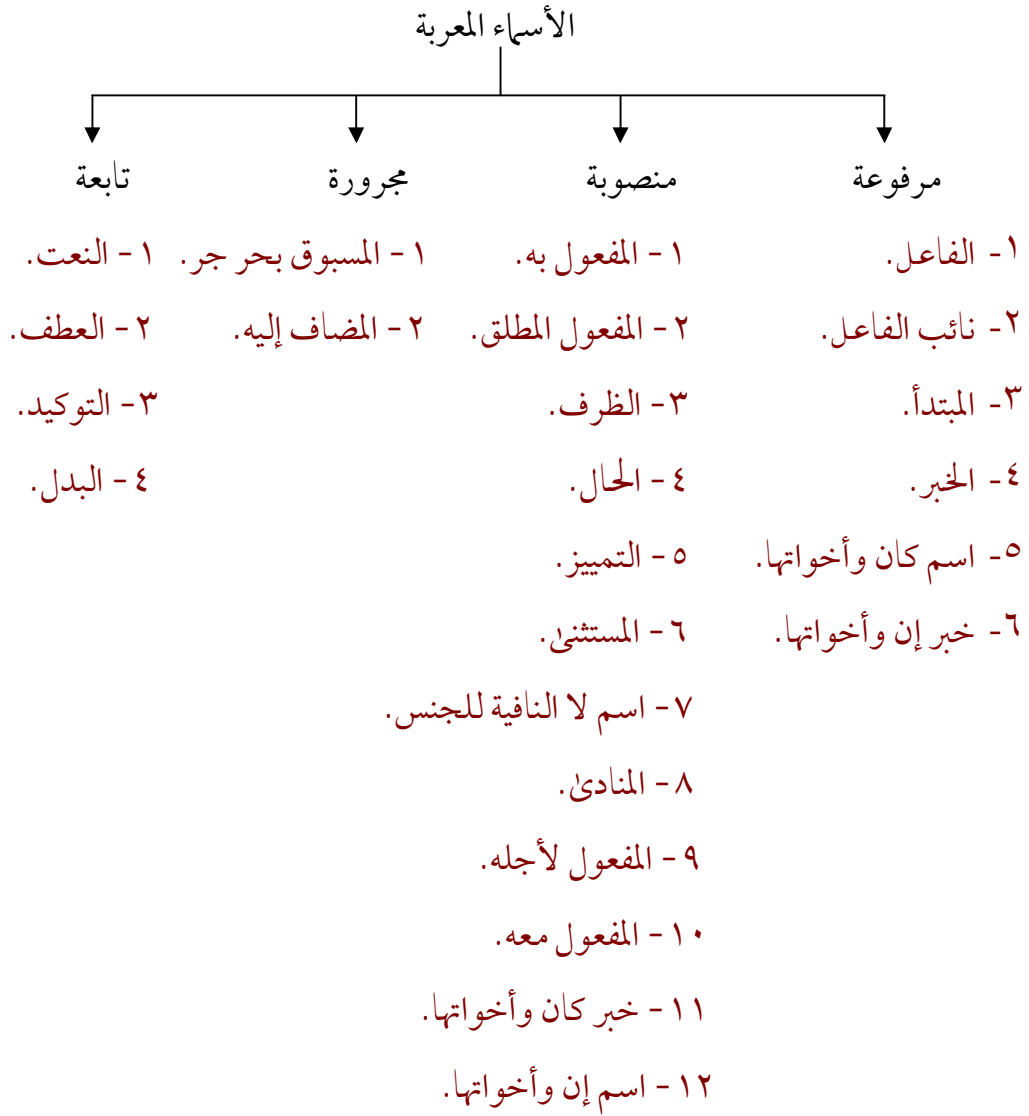 الأسماء المعربة
مرفوعة منصوبة مجرورة تابعة
١- الفاعل. ١- المفعول به. ١- المسبوق بحر جر. ١- النعت.
٢- نائب الفاعل. ٢- المفعول المطلق. ٢- المضاف إليه. ٢- العطف.
٣- المبتدأ. ٣- الظرف. ٣- التوكيد.
٤- الخبر. ٤- الحال. ٤- البدل.
٥- اسم كان وأخواتها. ٥- التمييز.
٦- خبر إن وأخواتها. ٦- المستثنىٰ.
٧- اسم لا النافية للجنس.
٨- المنادىٰ.
٩- المفعول لأجله.
١٠- المفعول معه.
١١- خبر كان وأخواتها.
١٢- اسم إن وأخواتها.